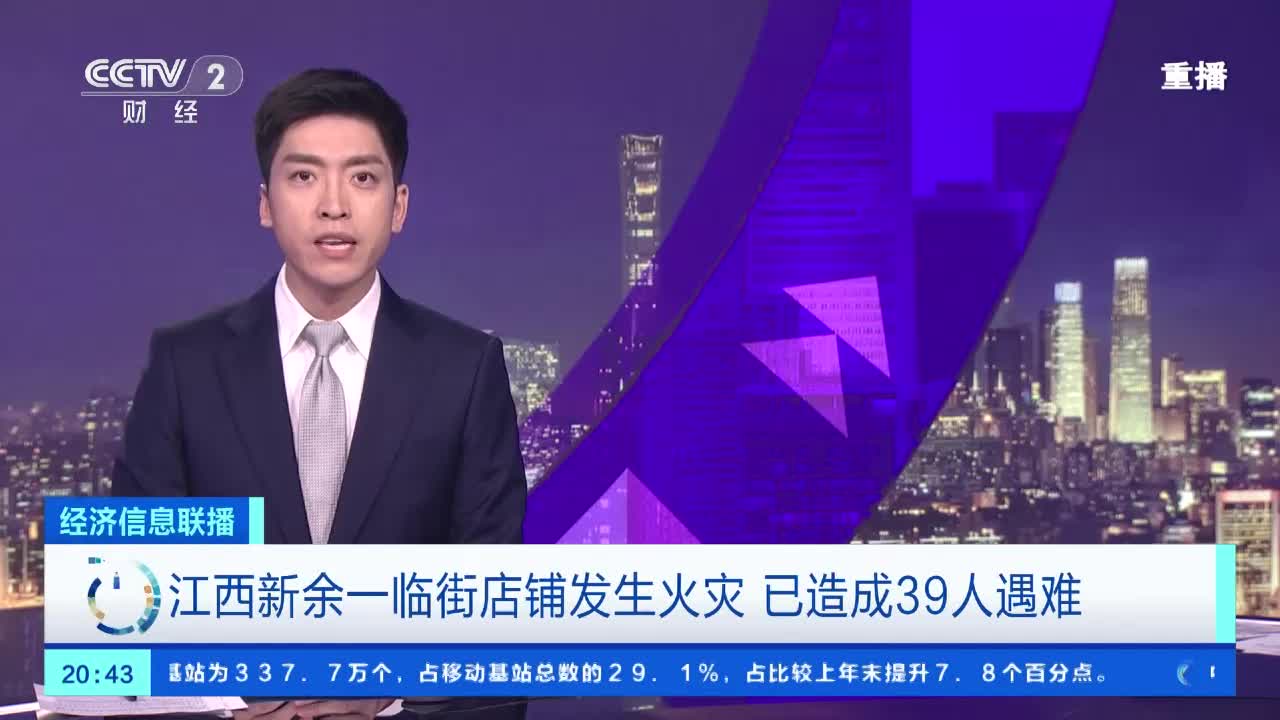 CCTV 2
财 经
重播
经济信息联播
江西新余一临街店铺发生火灾 已造成39人遇难
20:43
站为337.7万个，占移动基站总数的29.1%，占比较上年末提升7.8个百分点。